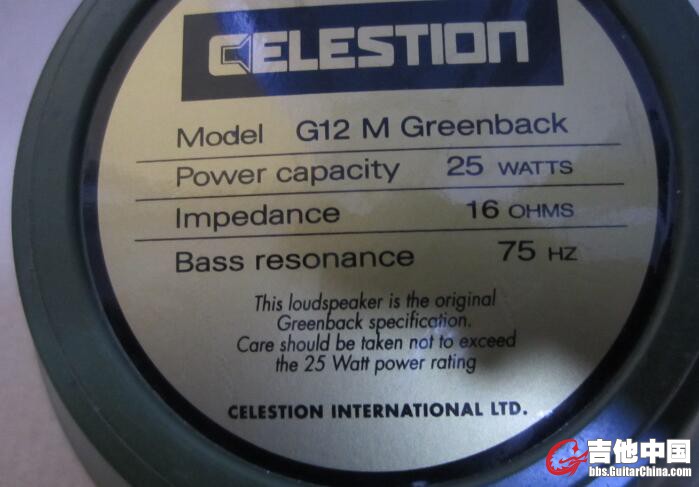 CELESTION
Model G12 M Greenback
Power capacity 25 WATTS
Impedance 16 OHMS
Bass resonance 75 HZ
This loudspeaker is the original
Greenback specification.
Care should be taken not to exceed
the 25 Watt power rating
CELESTION INTERNATIONAL LTD.
吉他中国
bbs.GuitarChina.com